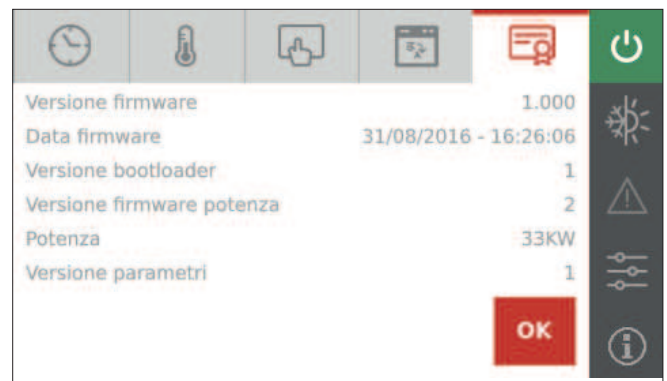 Versione firmware 1.000
Data firmware 31/08/2016 - 16:26:06
Versione bootloader 1
Versione firmware potenza 2
Potenza 33KW
Versione parametri 1
OK